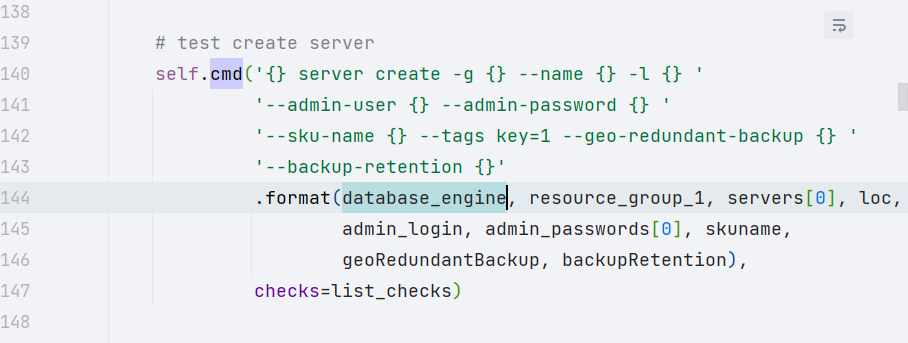 138
139 # test create server
140 self.cmd('{} server create -g {} --name {} -l {} '
141 '--admin-user {} --admin-password {} '
142 '--sku-name {} --tags key=1 --geo-redundant-backup {} '
143 '--backup-retention {}'
144 .format(database_engine, resource_group_1, servers[0], loc,
145 admin_login, admin_passwords[0], skuname,
146 geoRedundantBackup, backupRetention),
147 checks=list_checks)
148